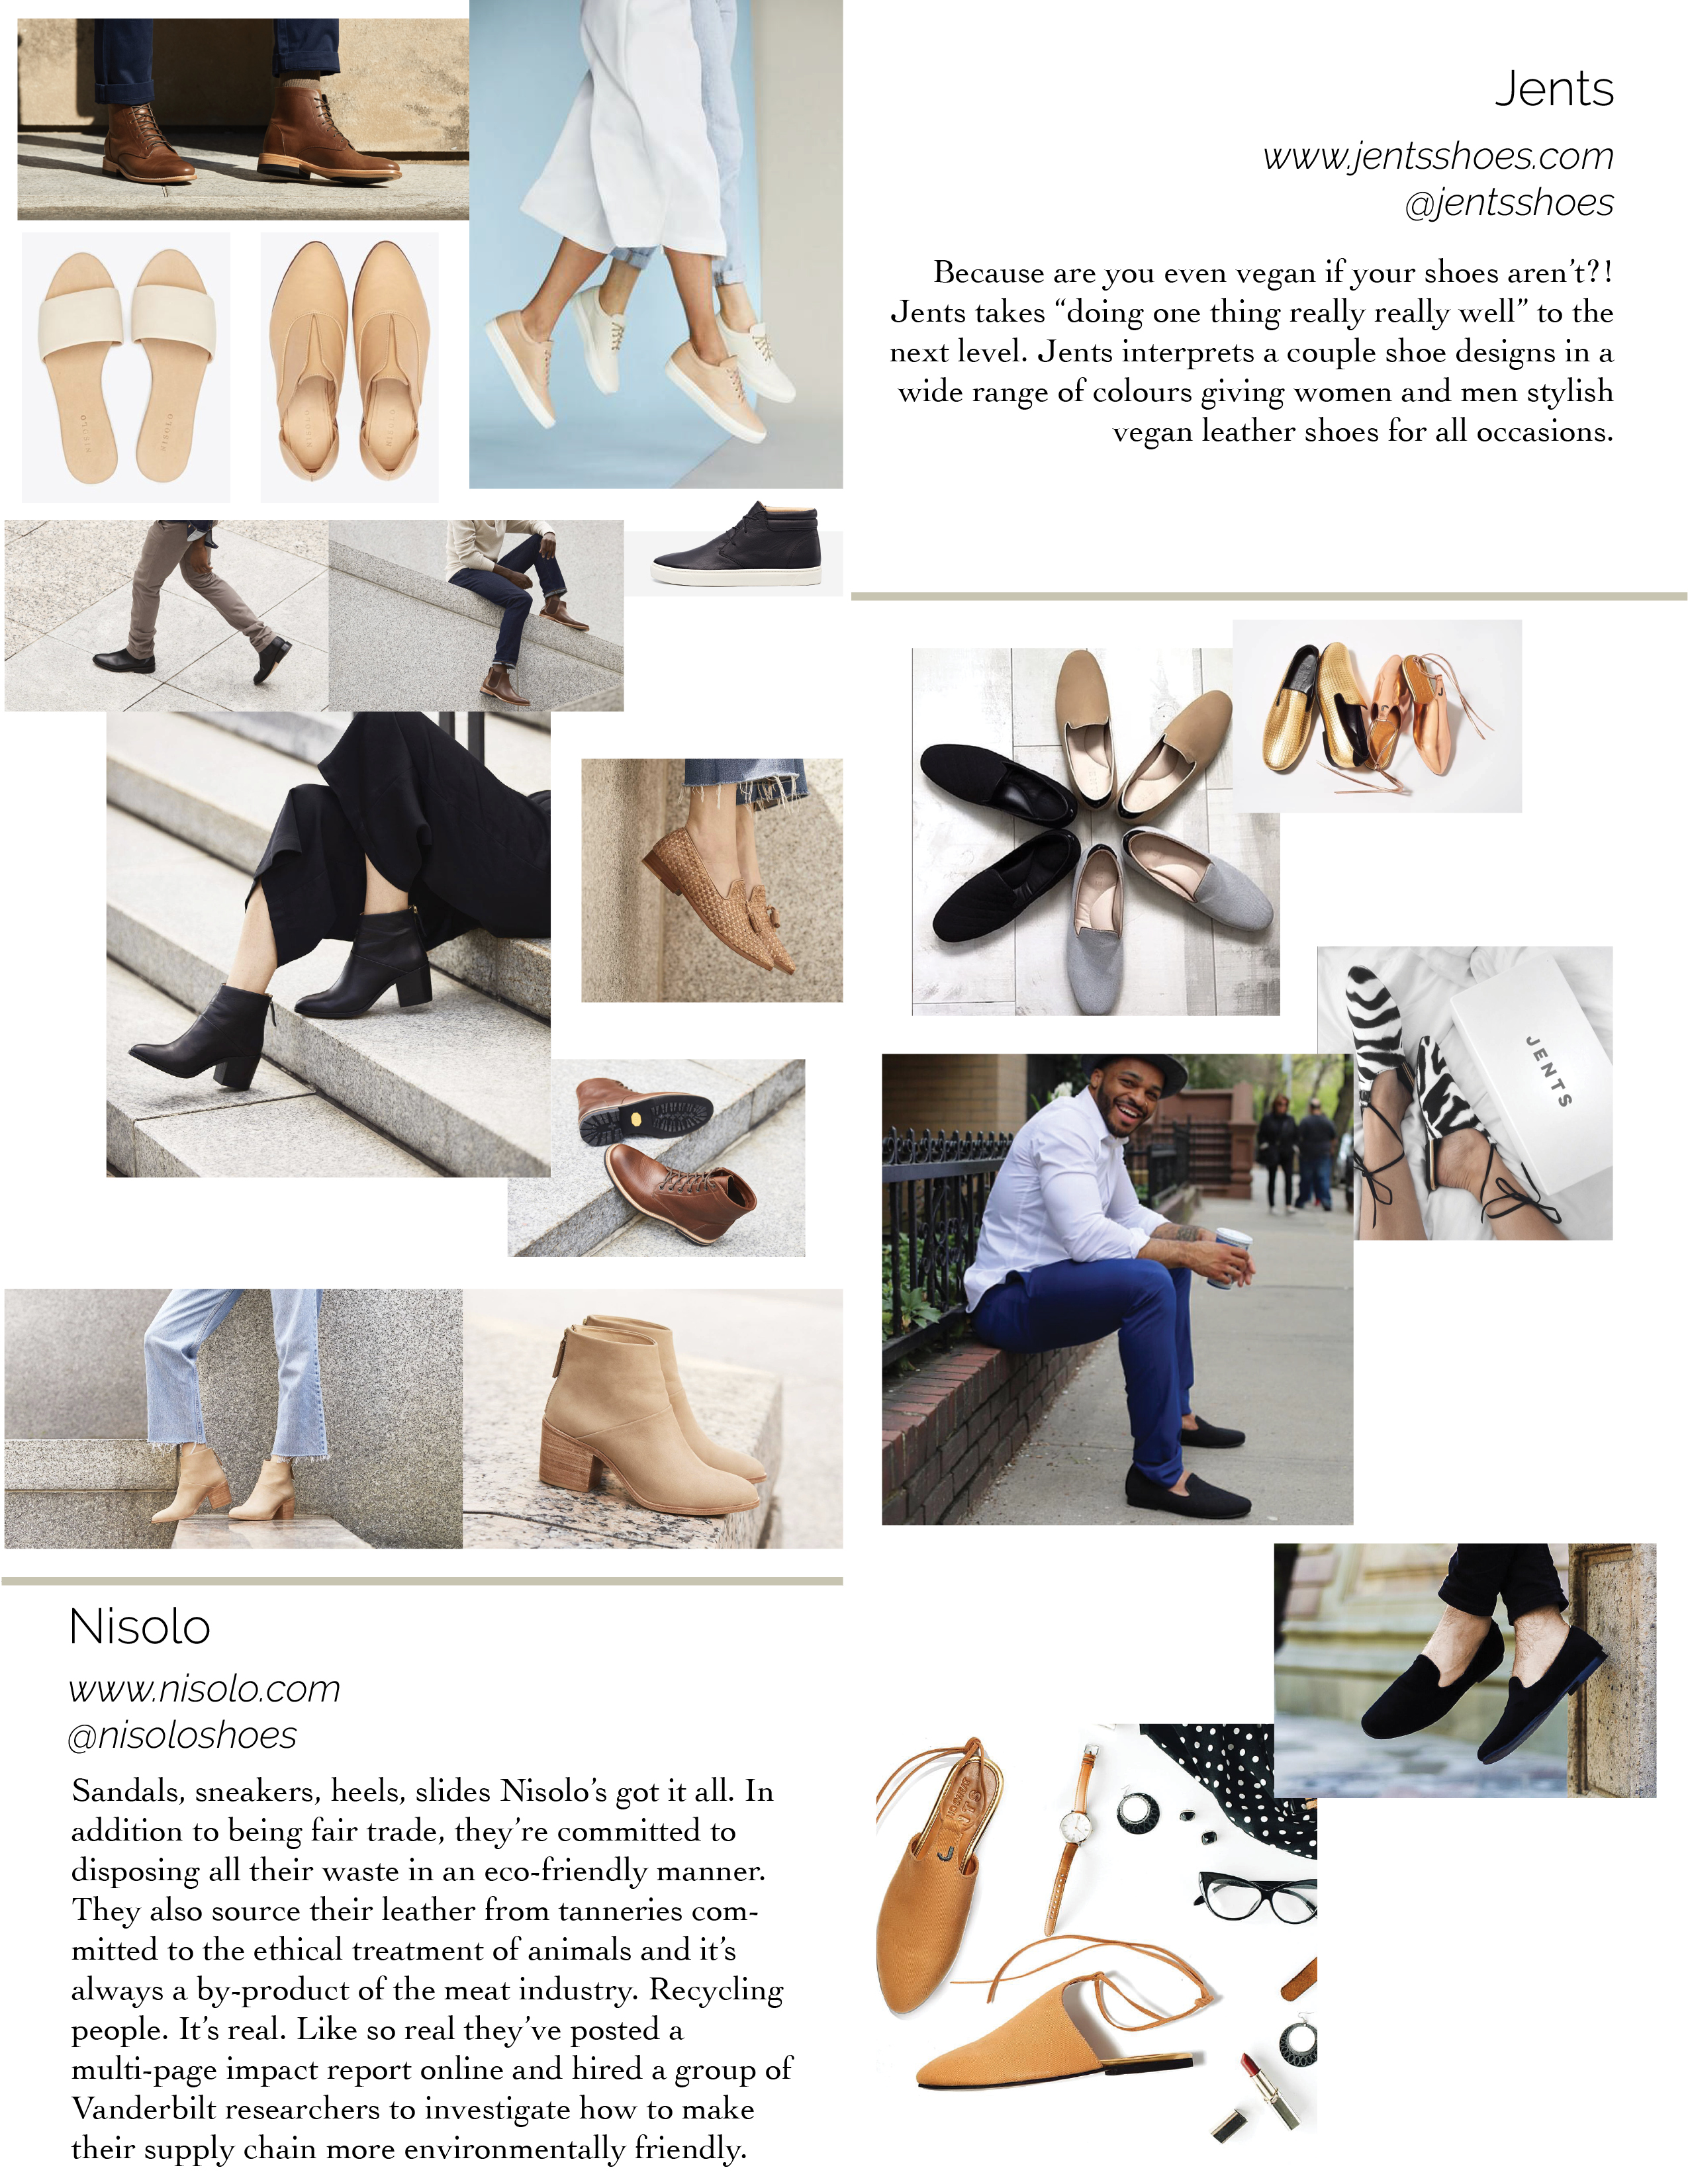 NISOLO
NISOLO
NISOLO
NISOLO
Nisolo
www.nisolo.com
@nisoloshoes
Sandals, sneakers, heels, slides Nisolo’s got it all. In
addition to being fair trade, they’re committed to
disposing all their waste in an eco-friendly manner.
They also source their leather from tanneries com-
mitted to the ethical treatment of animals and it’s
always a by-product of the meat industry. Recycling
people. It’s real. Like so real they’ve posted a
multi-page impact report online and hired a group of
Vanderbilt researchers to investigate how to make
their supply chain more environmentally friendly.
Jents
www.jentsshoes.com
@jentsshoes
Because are you even vegan if your shoes aren’t?!
Jents takes “doing one thing really really well” to the
next level. Jents interprets a couple shoe designs in a
wide range of colours giving women and men stylish
vegan leather shoes for all occasions.
JENTS